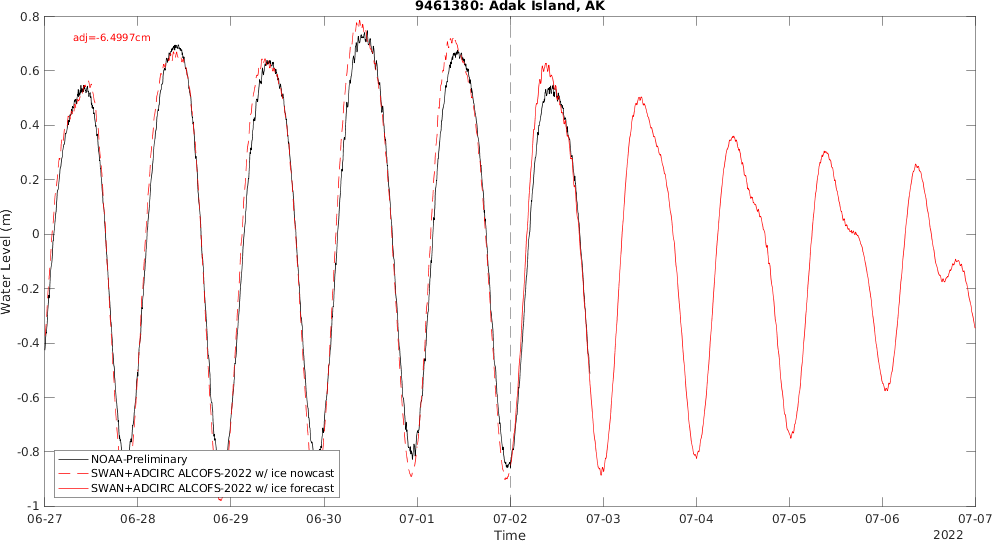 9461380: Adak Island, AK
adj=-6.4997cm
0.8
0.6
0.4
0.2
0
-0.2
-0.4
-0.6
-0.8
-1
Water Level (m)
NOAA-Preliminary
SWAN+ADCIRC ALCOFS-2022 w/ ice nowcast
SWAN+ADCIRC ALCOFS-2022 w/ ice forecast
06-27 06-28 06-29 06-30 07-01 07-02 07-03 07-04 07-05 07-06 07-07
Time
2022